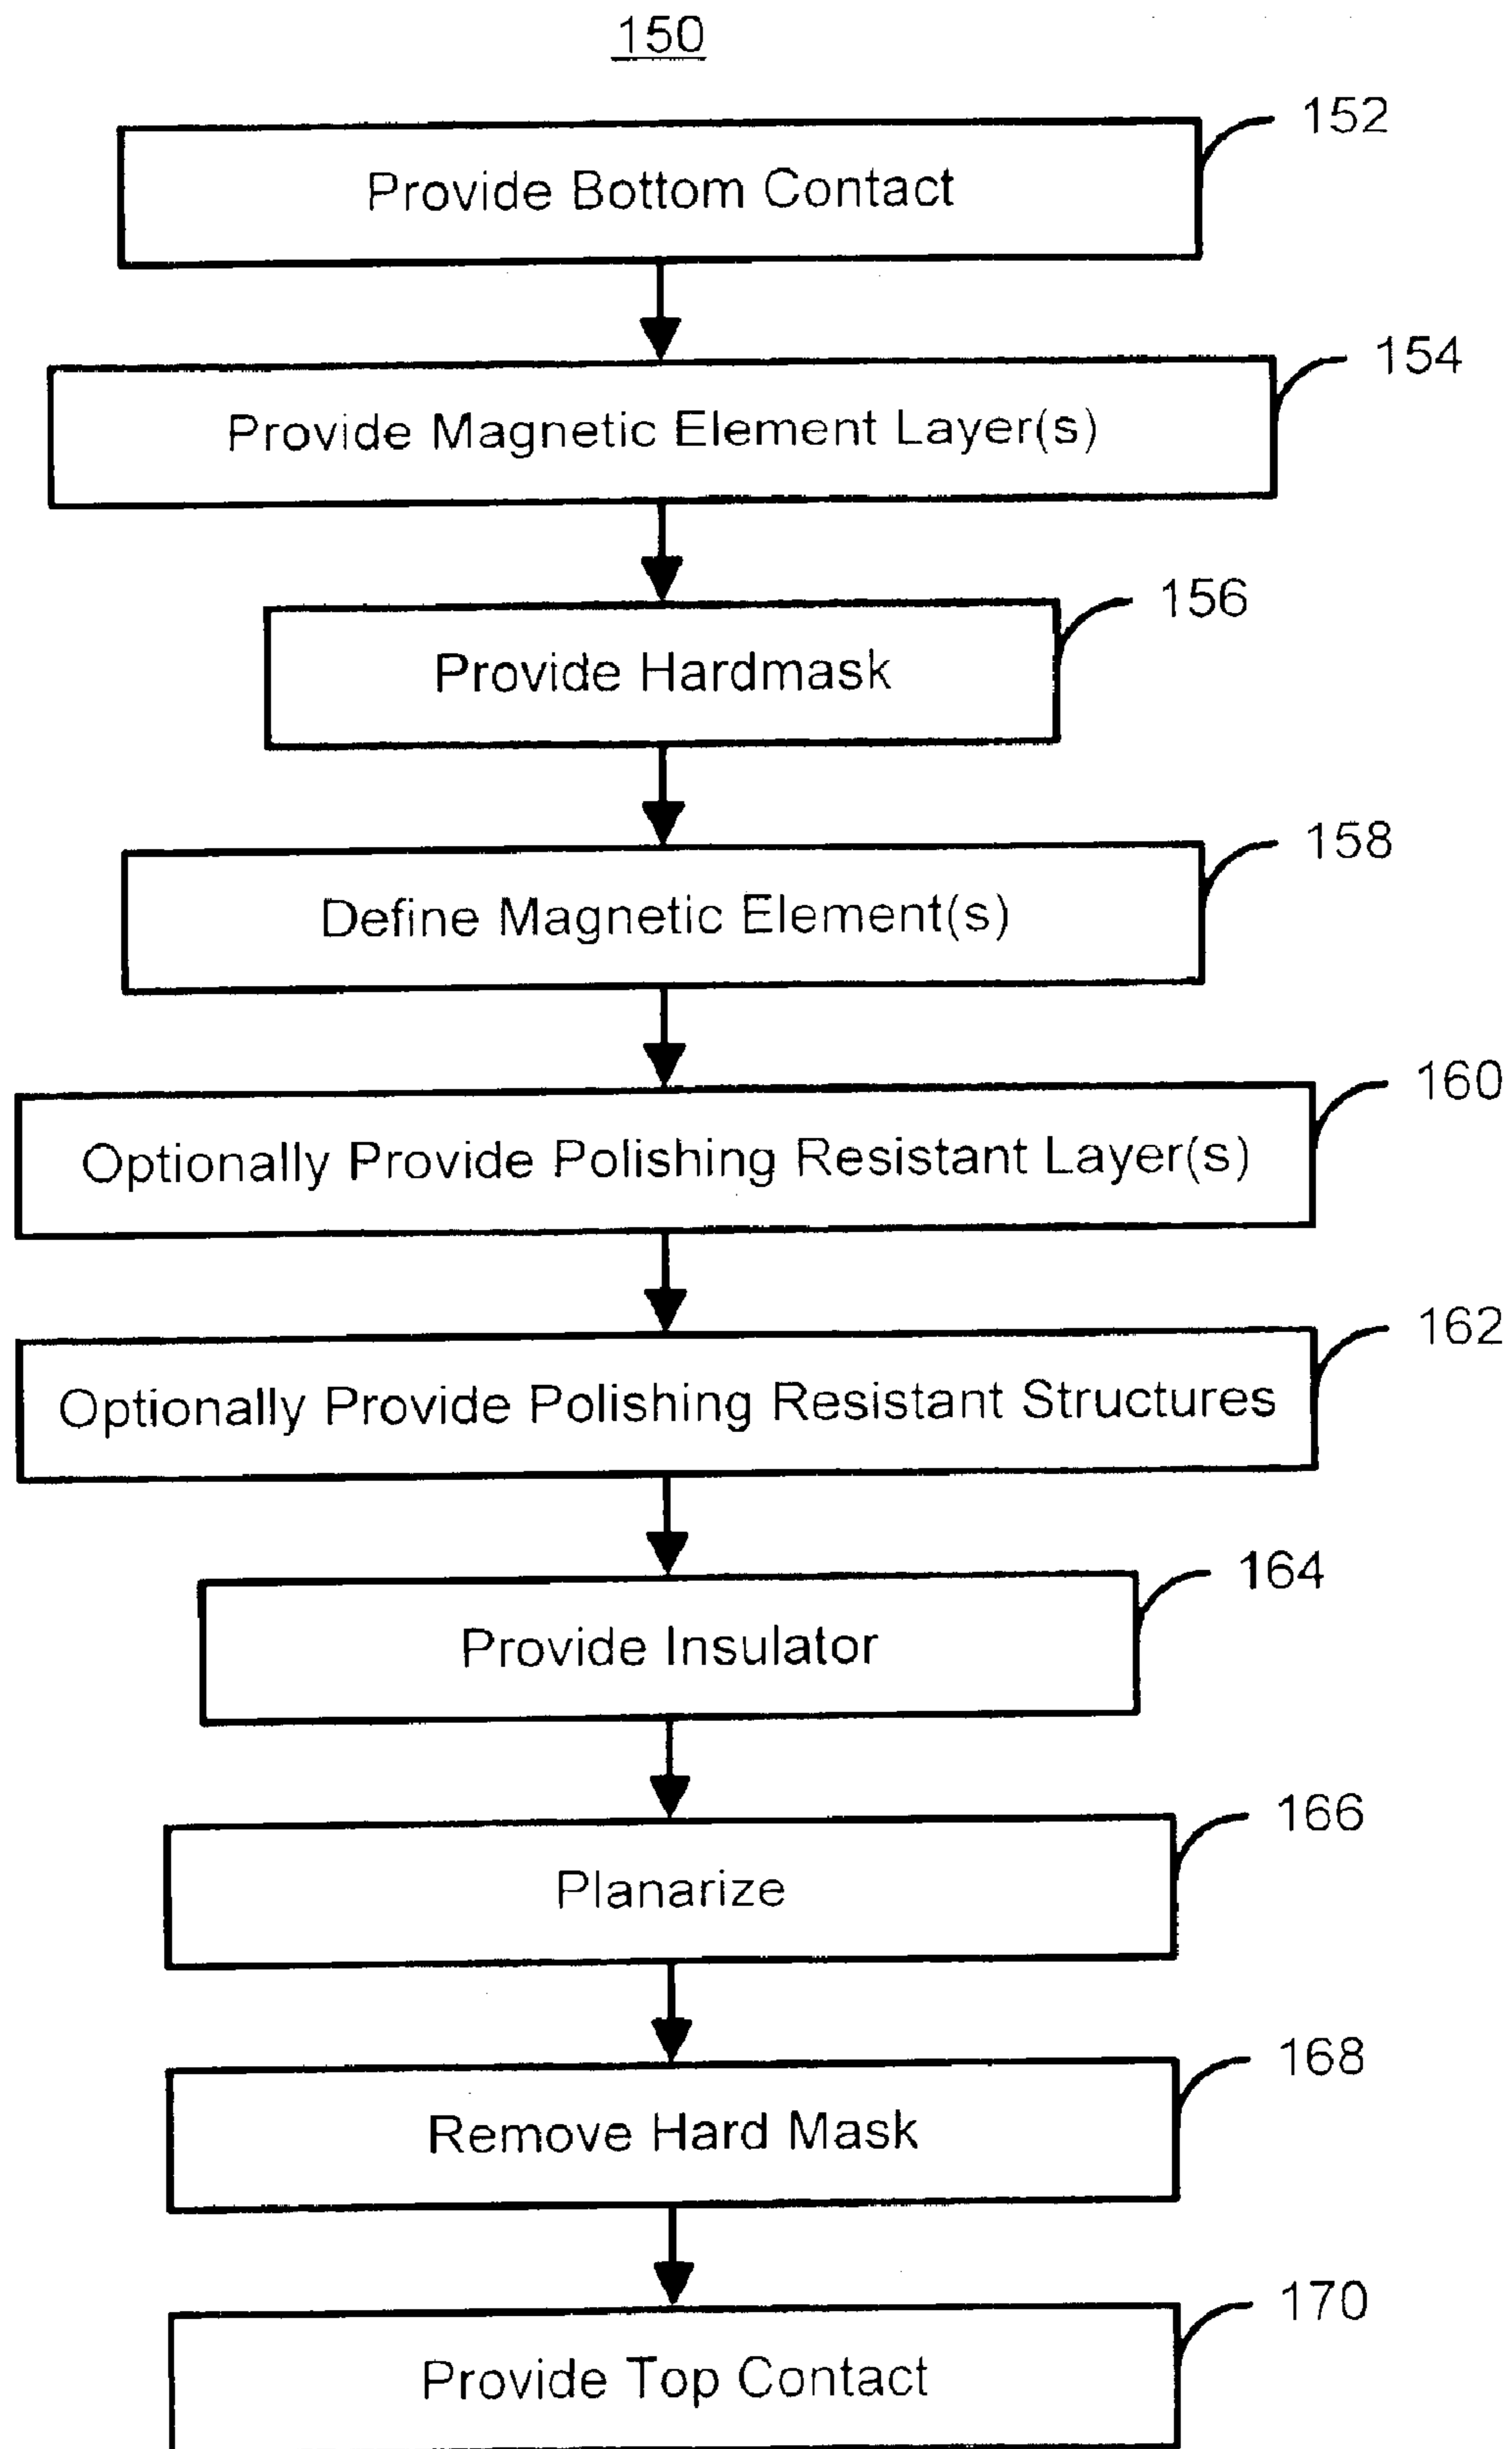 150
152
Provide Bottom Contact
154
Provide Magnetic Element Layer(s)
156
Provide Hardmask
158
Define Magnetic Element(s)
160
Optionally Provide Polishing Resistant Layer(s)
162
Optionally Provide Polishing Resistant Structures
164
Provide Insulator
166
Planarize
168
Remove Hard Mask
170
Provide Top Contact